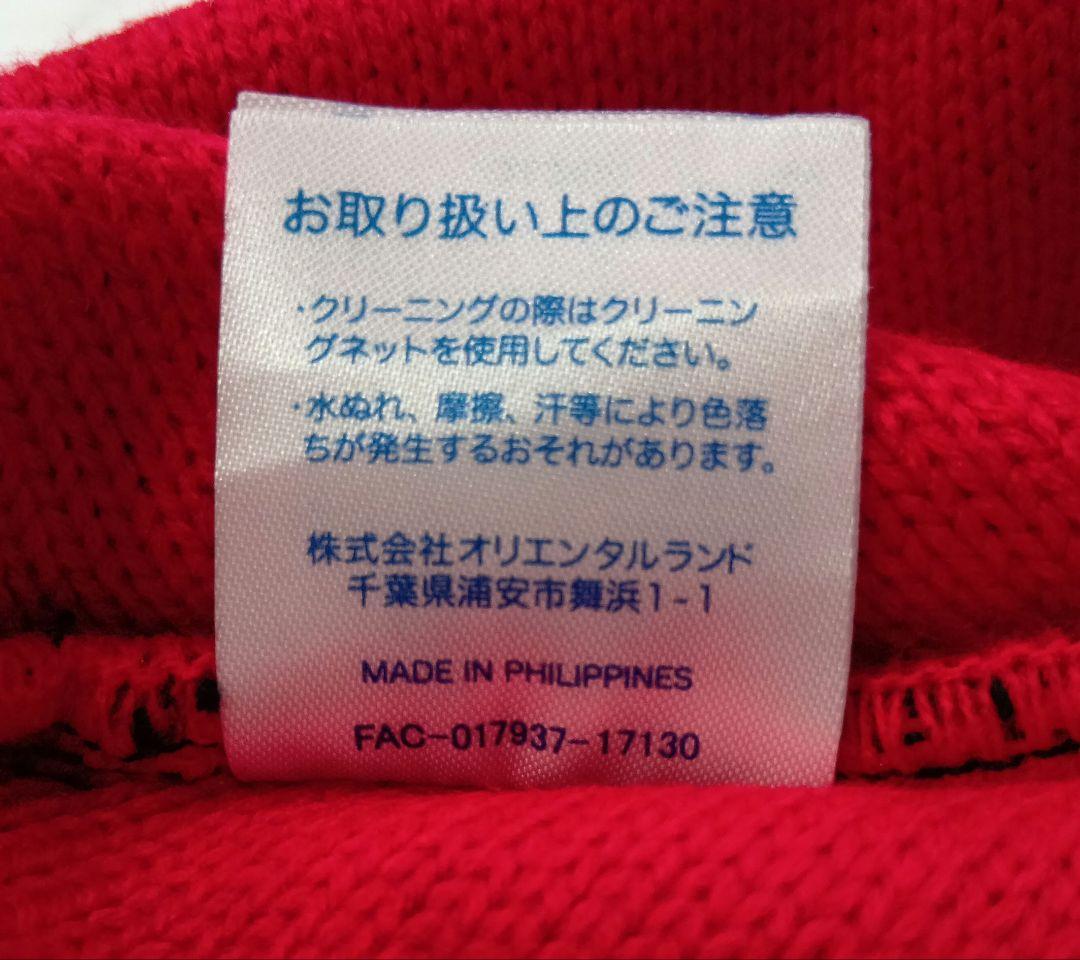 お取り扱い上のご注意
・クリーニングの際はクリーニン
グネットを使用してください。
・水ぬれ、摩擦、汗等により色落
ちが発生するおそれがあります。
株式会社オリエンタルランド
千葉県浦安市舞浜1-1
MADE IN PHILIPPINES
FAC-017937-17130